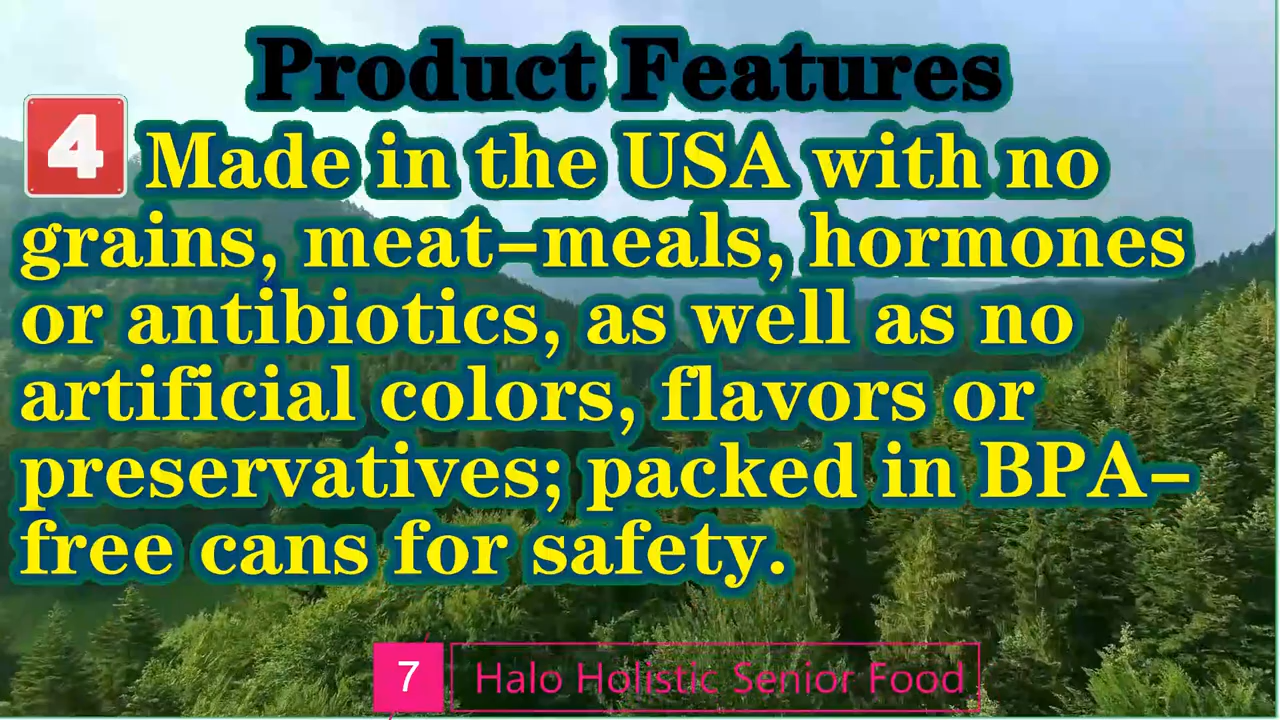 Product Features
4 Made in the USA with no
grains, meat-meals, hormones
or antibiotics, as well as no
artificial colors, flavors or
preservatives; packed in BPA-
free cans for safety.
7 Halo Holistic Senior Food